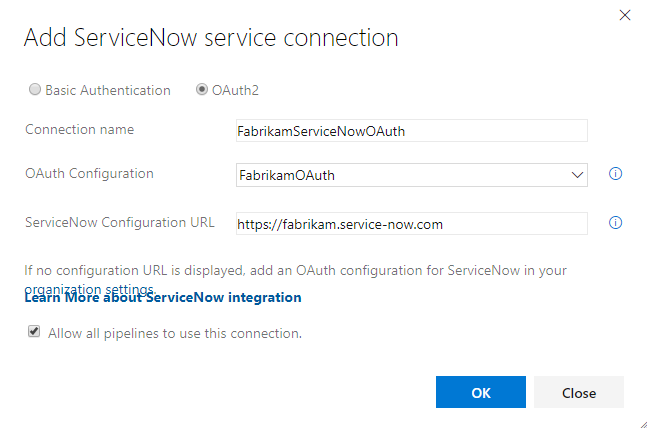 Add ServiceNow service connection
Basic Authentication OAuth2
Connection name FabrikamServiceNowOAuth
OAuth Configuration FabrikamOAuth
ServiceNow Configuration URL https://fabrikam.service-now.com
If no configuration URL is displayed, add an OAuth configuration for ServiceNow in your
organization settings.
Learn More about ServiceNow integration
Allow all pipelines to use this connection.
OK Close